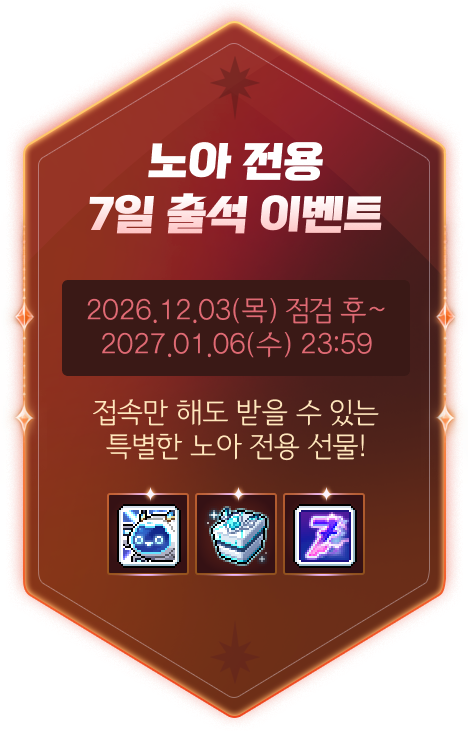 노아 전용
7일 출석 이벤트
2026.12.03(목) 점검 후~
2027.01.06(수) 23:59
접속만 해도 받을 수 있는
특별한 노아 전용 선물!
7